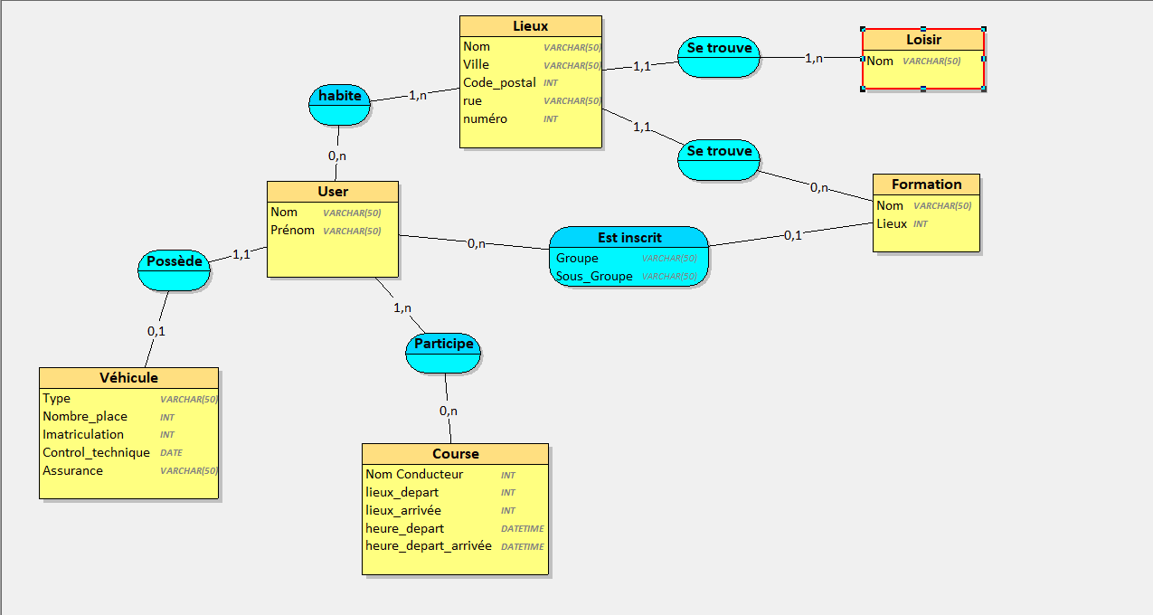 Lieux
Nom VARCHAR(50)
Ville VARCHAR(50)
Code_postal INT
rue VARCHAR(50)
numéro INT
Se trouve
1,1
1,n
Loisir
Nom VARCHAR(50)
habite
1,n
0,n
1,1
Se trouve
0,n
User
Nom VARCHAR(50)
Prénom VARCHAR(50)
Formation
Nom VARCHAR(50)
Lieux INT
0,n
Est inscrit
Groupe VARCHAR(50)
Sous_Groupe VARCHAR(50)
0,1
Possède
1,1
0,1
1,n
Participe
0,n
Véhicule
Type VARCHAR(50)
Nombre_place INT
Imatriculation INT
Control_technique DATE
Assurance VARCHAR(50)
Course
Nom Conducteur INT
lieux_depart INT
lieux_arrivée INT
heure_depart DATETIME
heure_depart_arrivée DATETIME